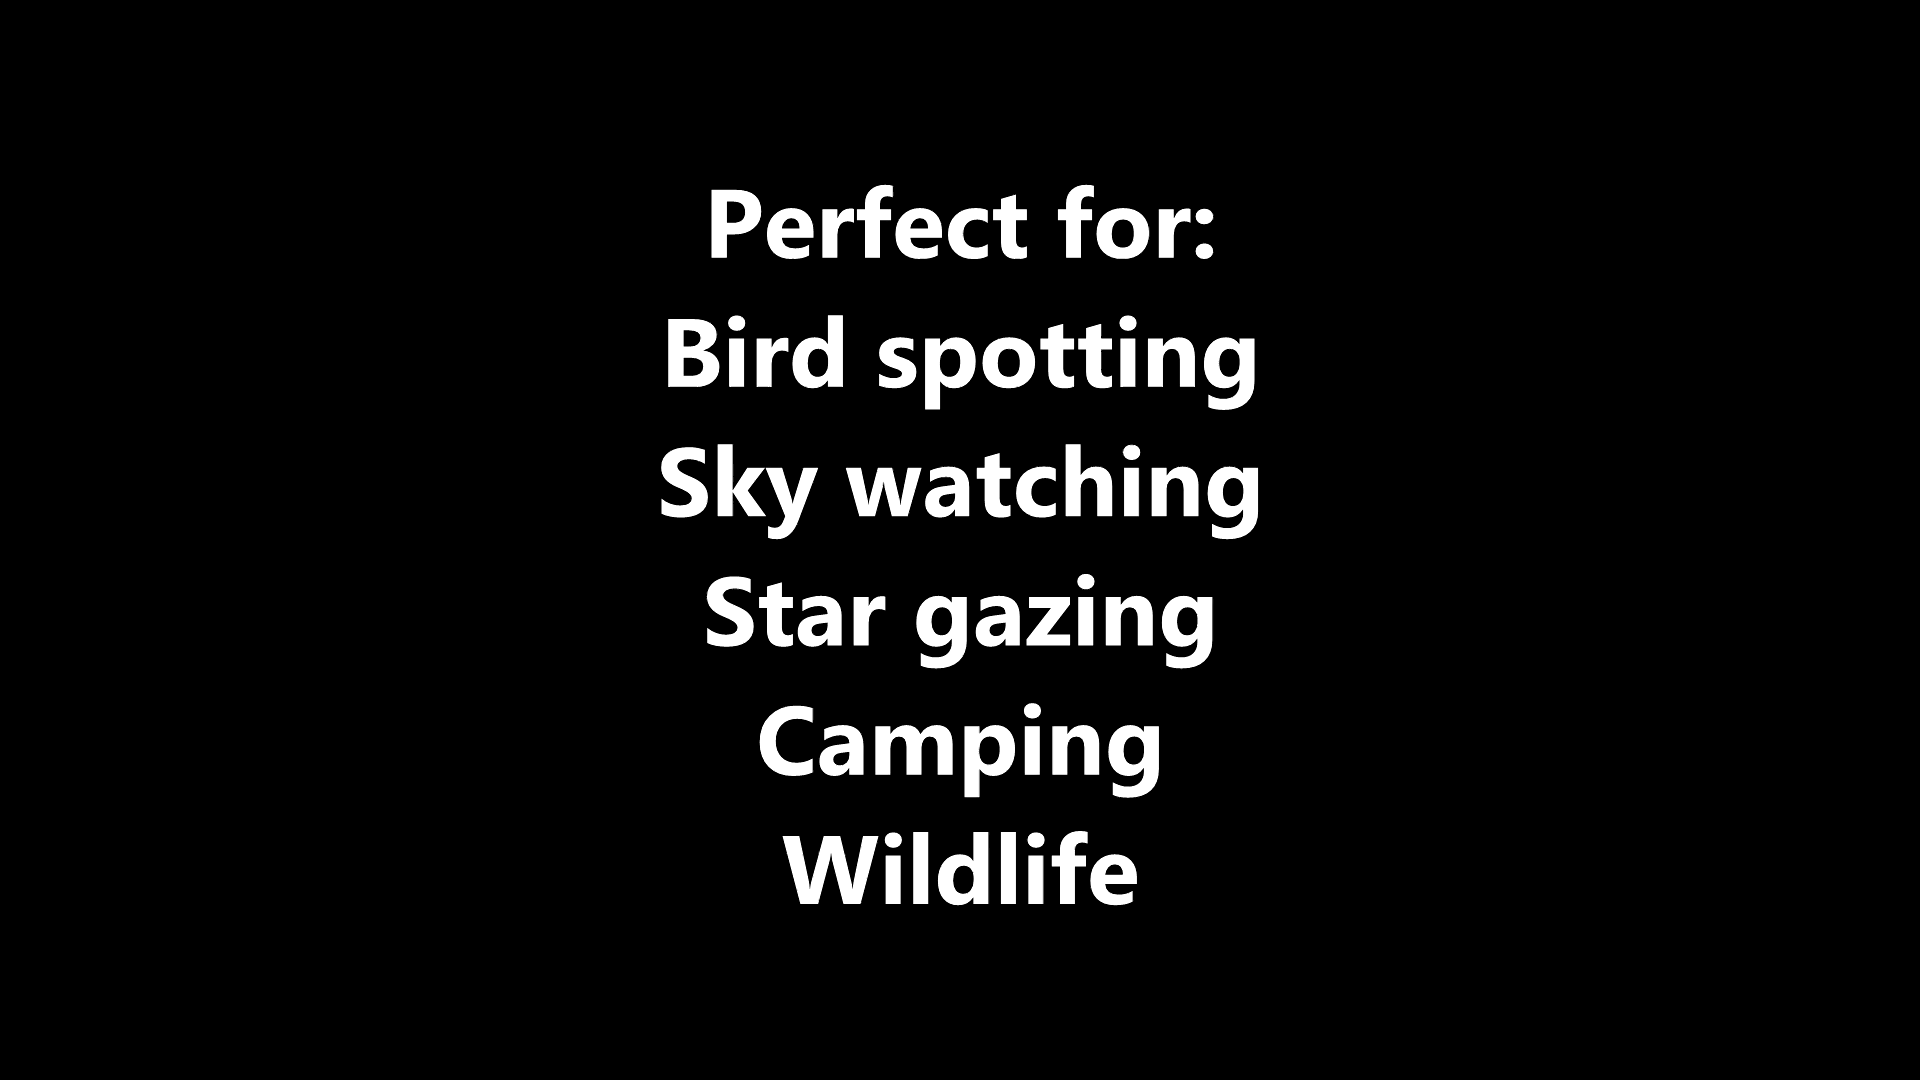 Perfect for:
Bird spotting
Sky watching
Star gazing
Camping
Wildlife